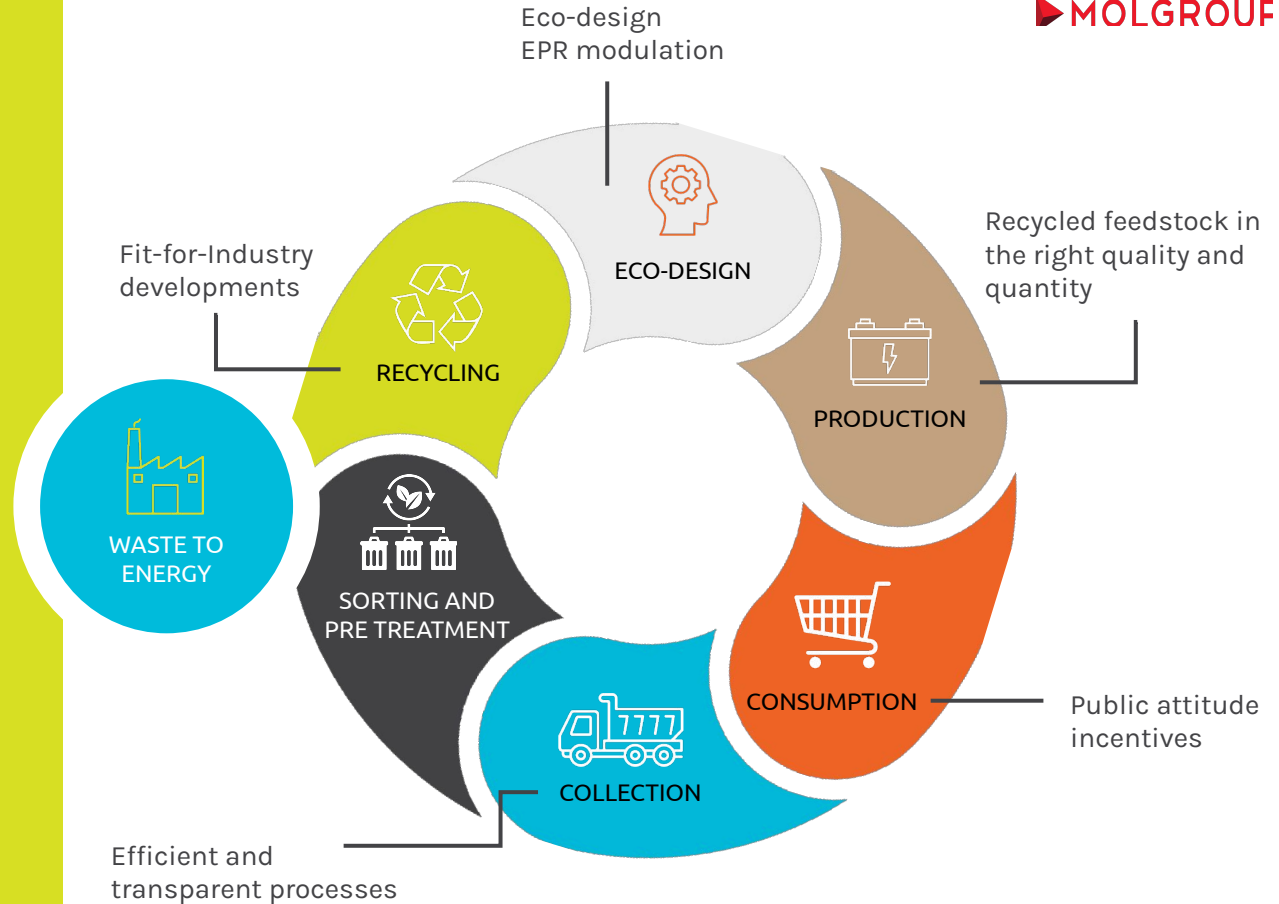 Eco-design
EPR modulation
MOLGROUP
ECO-DESIGN
Recycled feedstock in
the right quality and
quantity
Fit-for-Industry
developments
RECYCLING
PRODUCTION
WASTE TO
ENERGY
SORTING AND
PRE TREATMENT
CONSUMPTION
Public attitude
incentives
COLLECTION
Efficient and
transparent processes